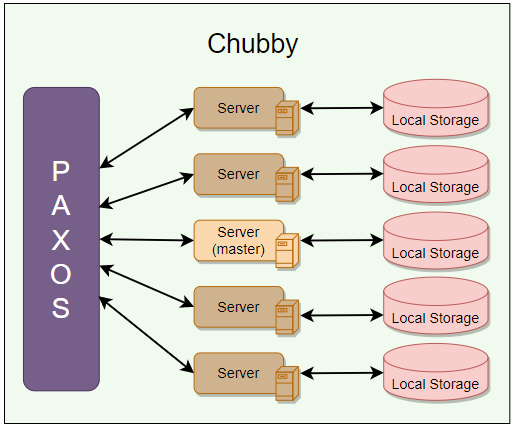 Chubby
P
A
X
O
S
Server
Local Storage
Server
Local Storage
Server
(master)
Local Storage
Server
Local Storage
Server
Local Storage